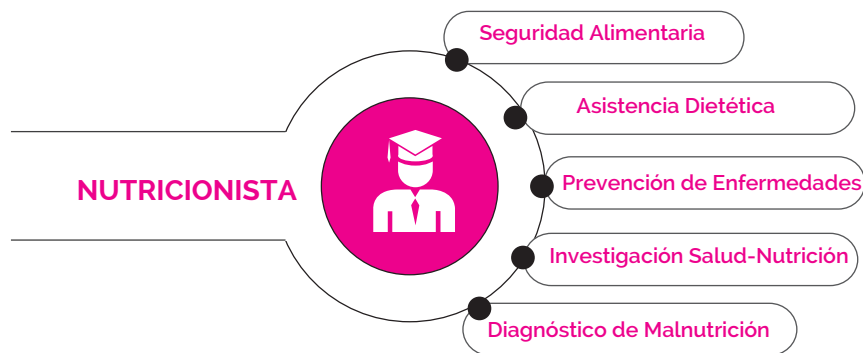 Seguridad Alimentaria
Asistencia Dietética
NUTRICIONISTA
Prevención de Enfermedades
Investigación Salud-Nutrición
Diagnóstico de Malnutrición